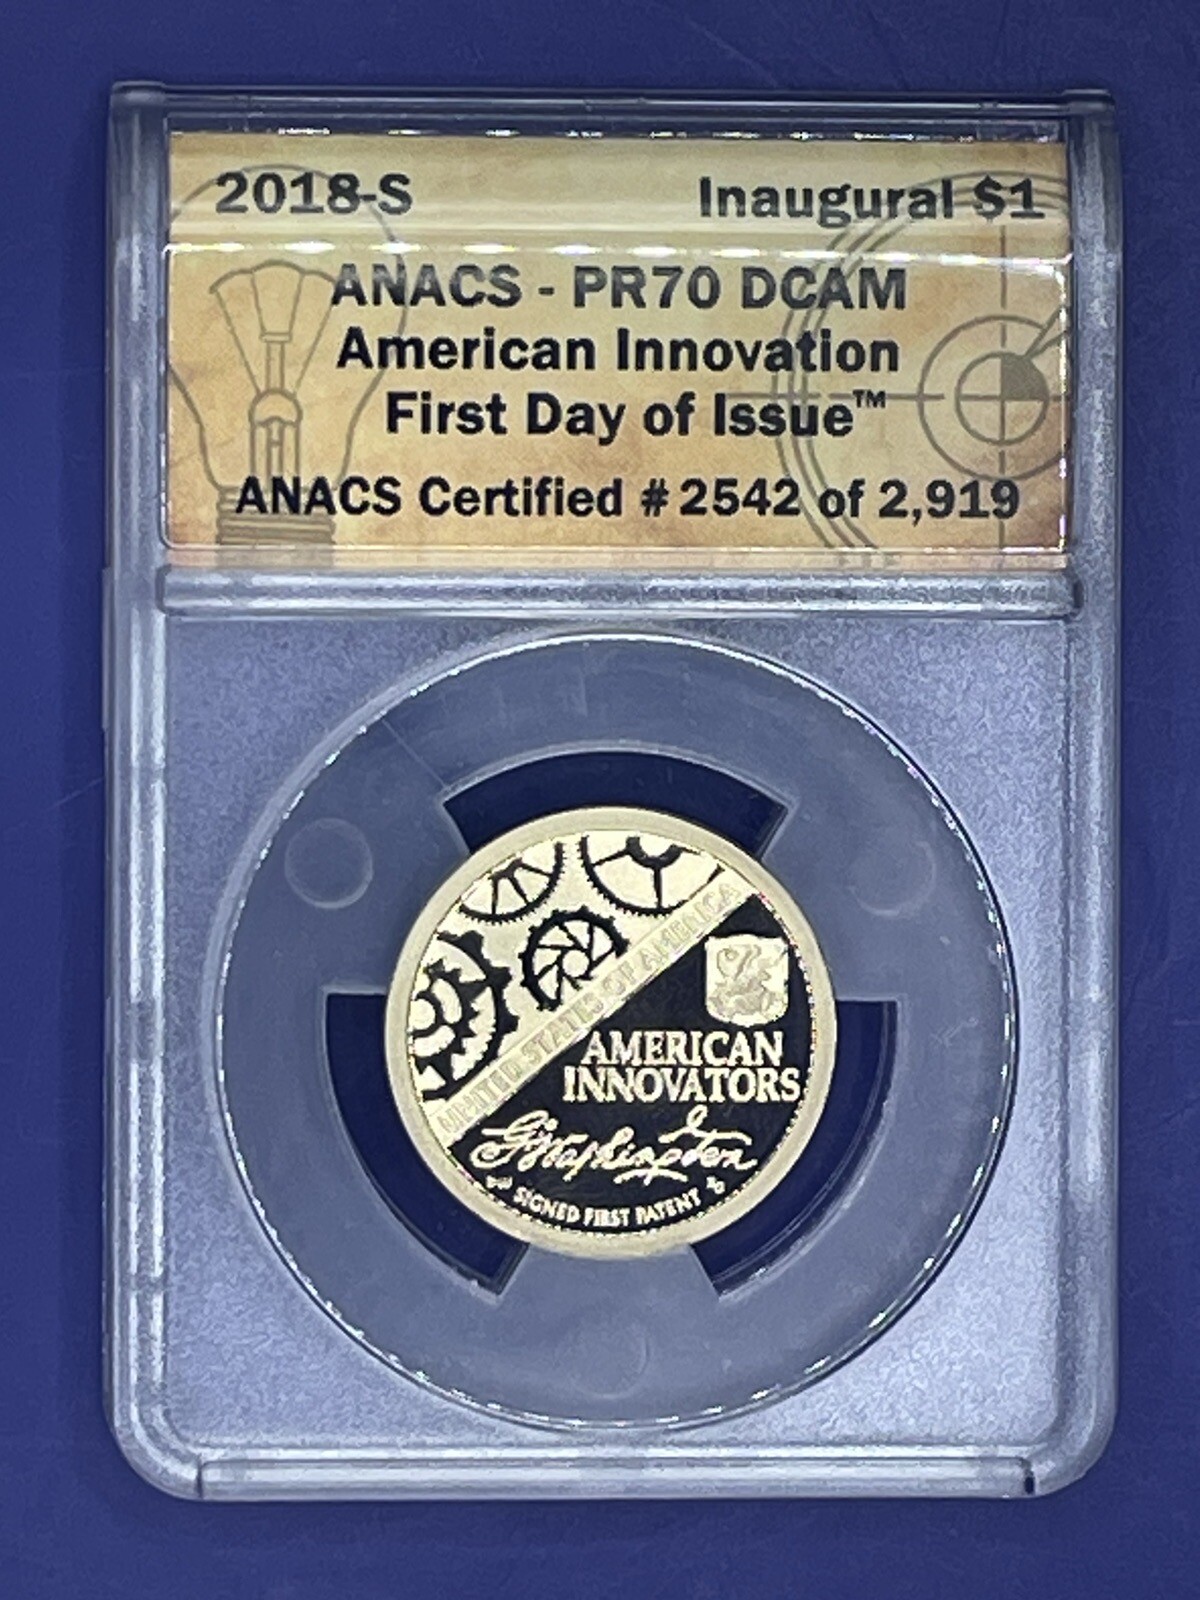 2018-S Inaugural $1
ANACS - PR70 DCAM
American Innovation
First Day of Issue™
ANACS Certified # 2542 of 2,919
UNITED STATES OF AMERICA
AMERICAN
INNOVATORS
G Washington
SIGNED FIRST PATENT